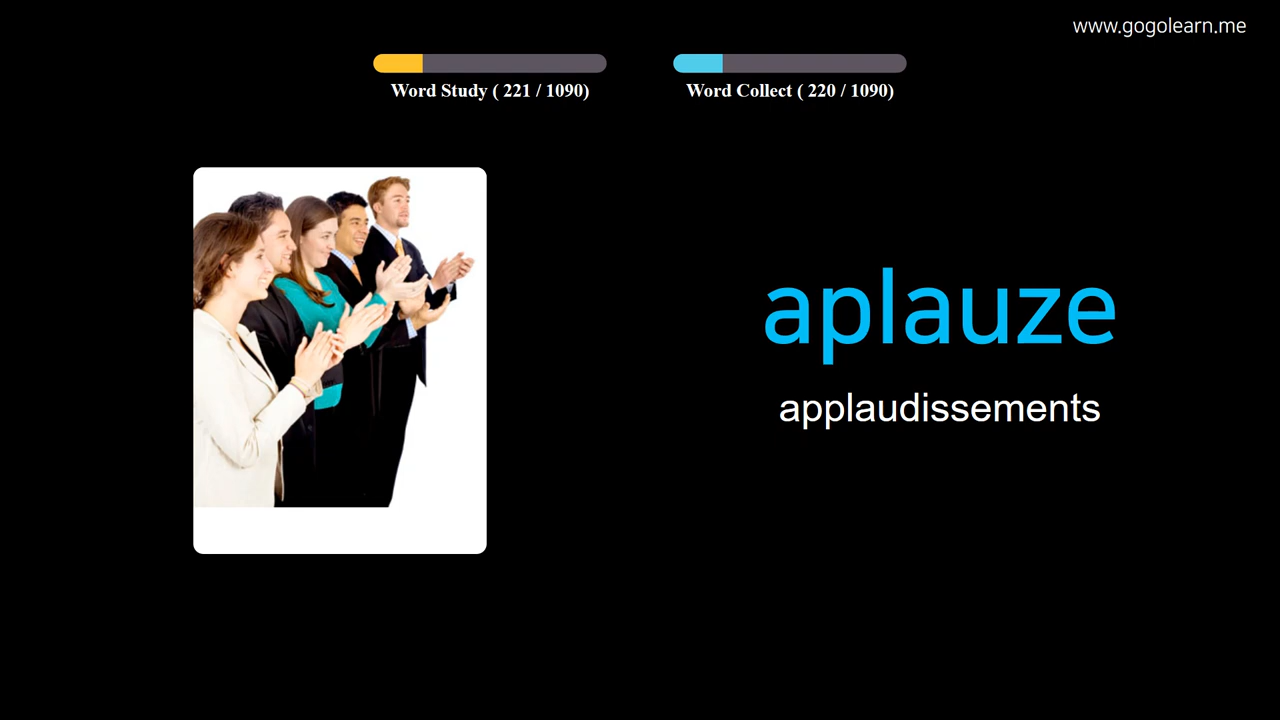 www.gogolearn.me
Word Study ( 221 / 1090)
Word Collect ( 220 / 1090)
aplauze
applaudissements